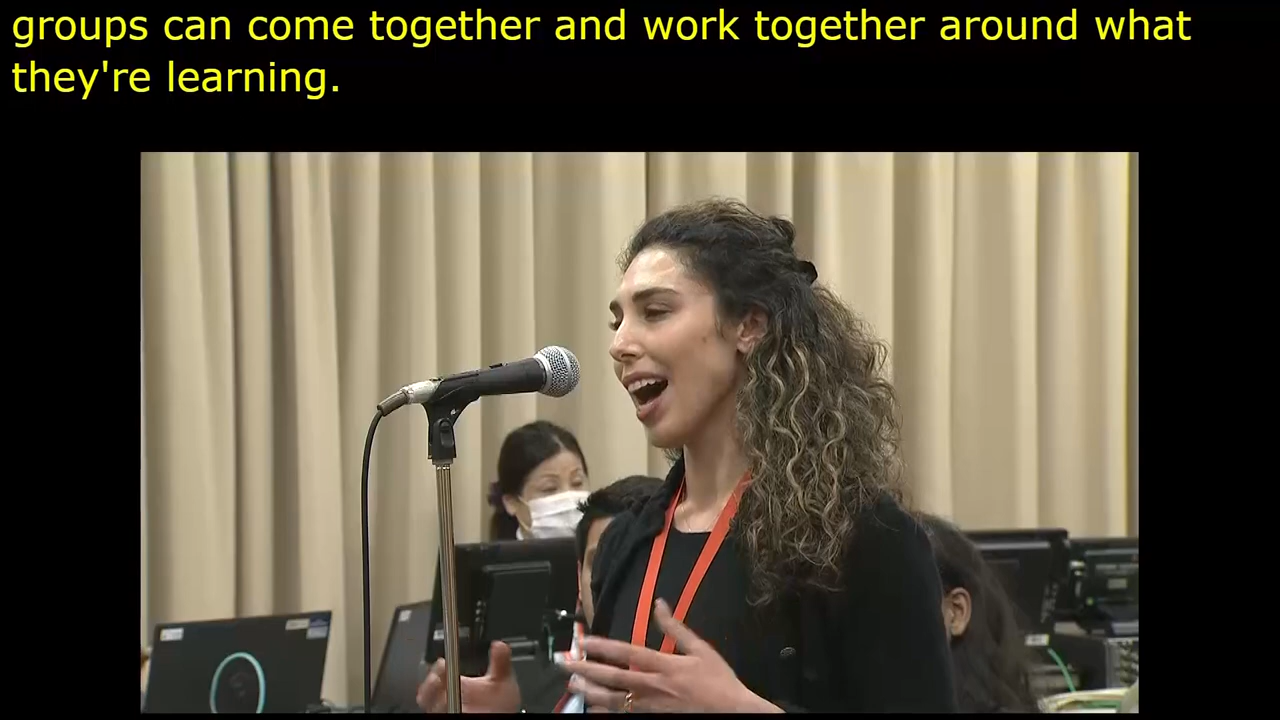 groups can come together and work together around what
they're learning.